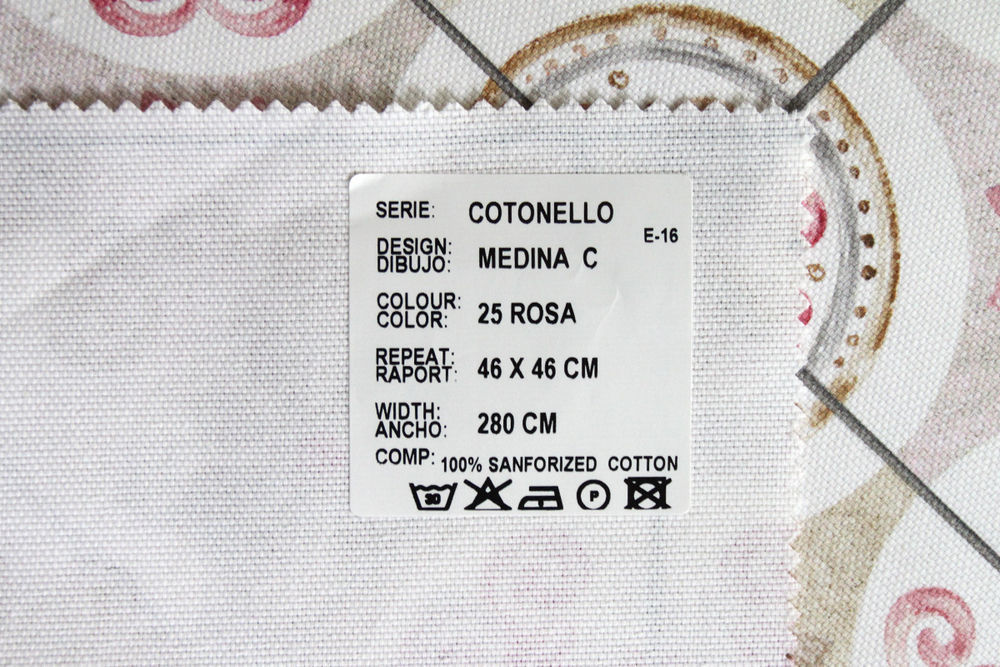 SERIE: COTONELLO
E-16
DESIGN:
DIBUJO: MEDINA C
COLOUR:
COLOR: 25 ROSA
REPEAT:
RAPORT: 46 X 46 CM
WIDTH:
ANCHO: 280 CM
COMP: 100% SANFORIZED COTTON
30 P